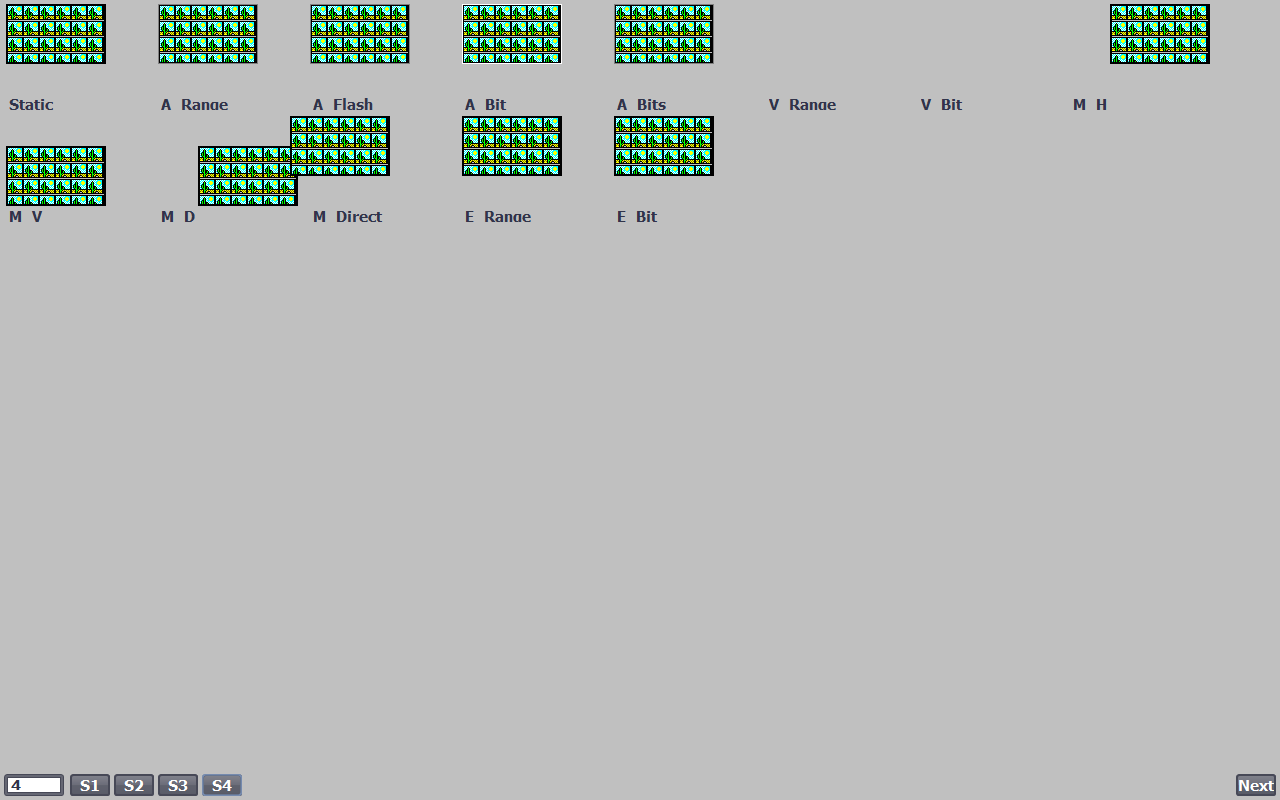 Static A Range A Flash A Bit A Bits V Range V Bit M H
M V M D M Direct E Range E Bit
4 S1 S2 S3 S4 Next